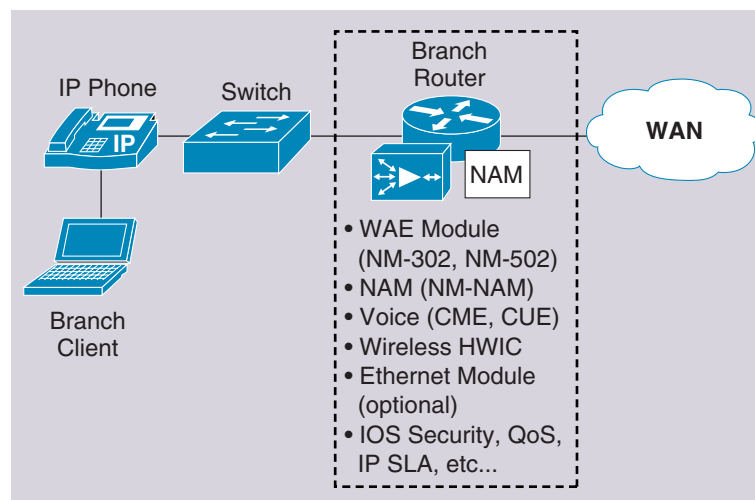 Branch
Router
IP Phone
Switch
IP
WAN
NAM
Branch
Client
• WAE Module
(NM-302, NM-502)
• NAM (NM-NAM)
• Voice (CME, CUE)
• Wireless HWIC
• Ethernet Module
(optional)
• IOS Security, QoS,
IP SLA, etc...